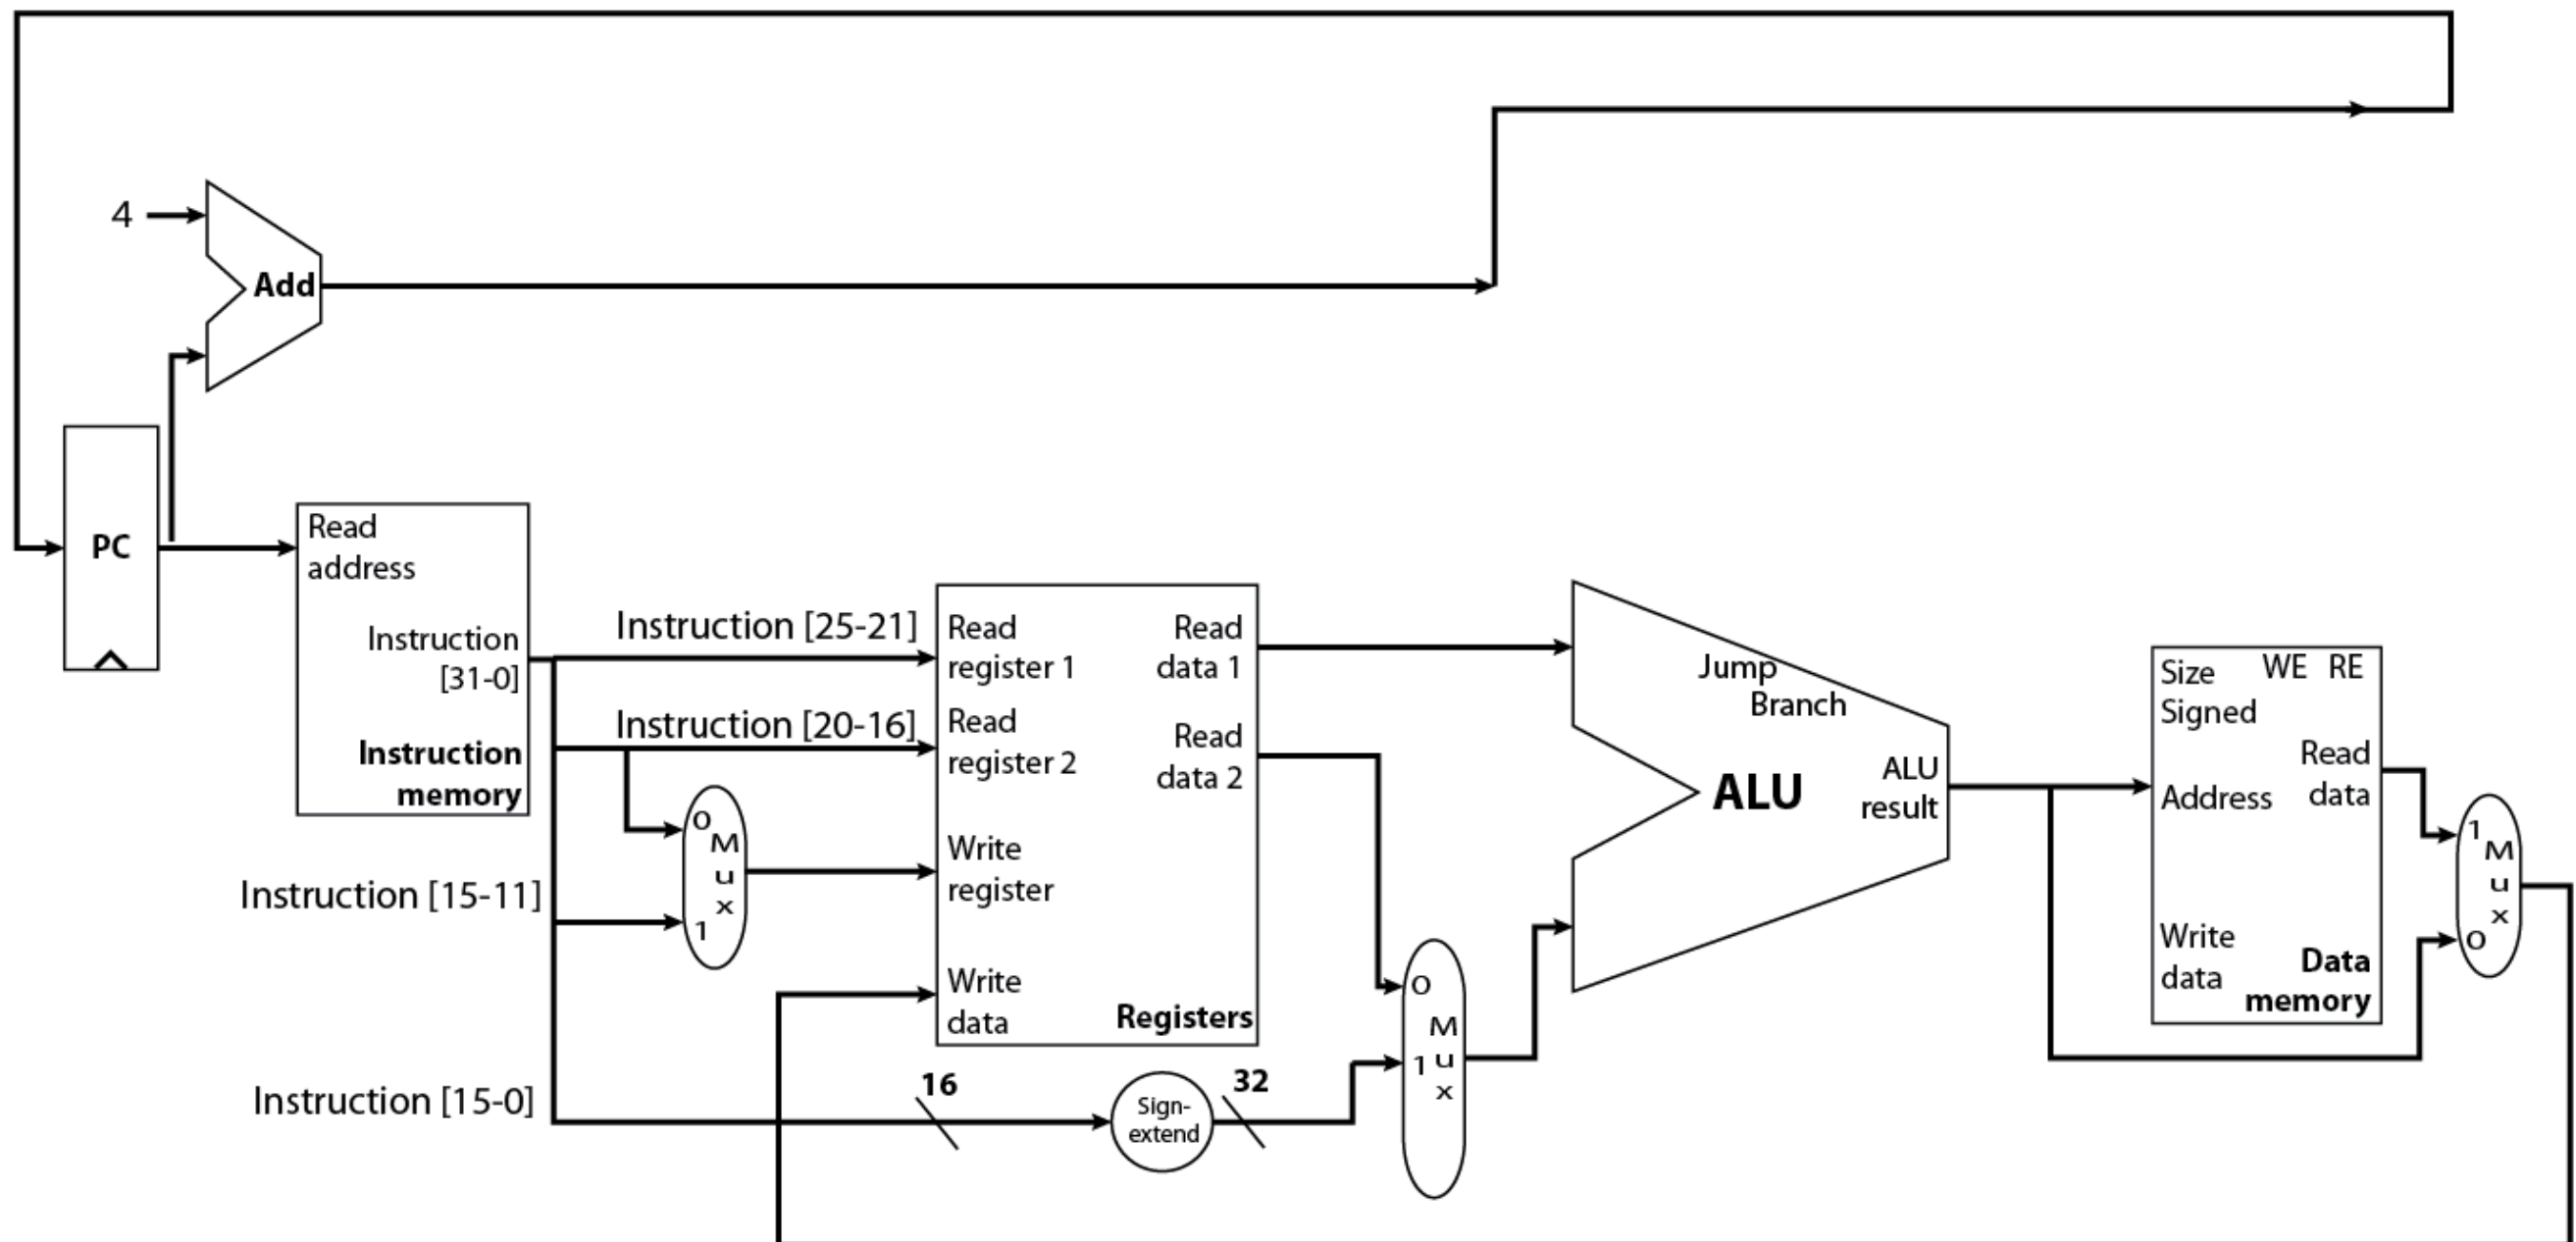 4
Add
PC
Read
address
Instruction
[31-0]
Instruction
memory
Instruction [25-21]
Instruction [20-16]
Instruction [15-11]
Instruction [15-0]
0
M
u
x
1
Read
register 1
Read
register 2
Write
register
Write
data
Read
data 1
Read
data 2
Registers
16
Sign-
extend
32
0
M
1 u
x
Jump
Branch
ALU
ALU
result
Size WE RE
Signed
Address
Read
data
Write
data
Data
memory
1
M
u
x
0